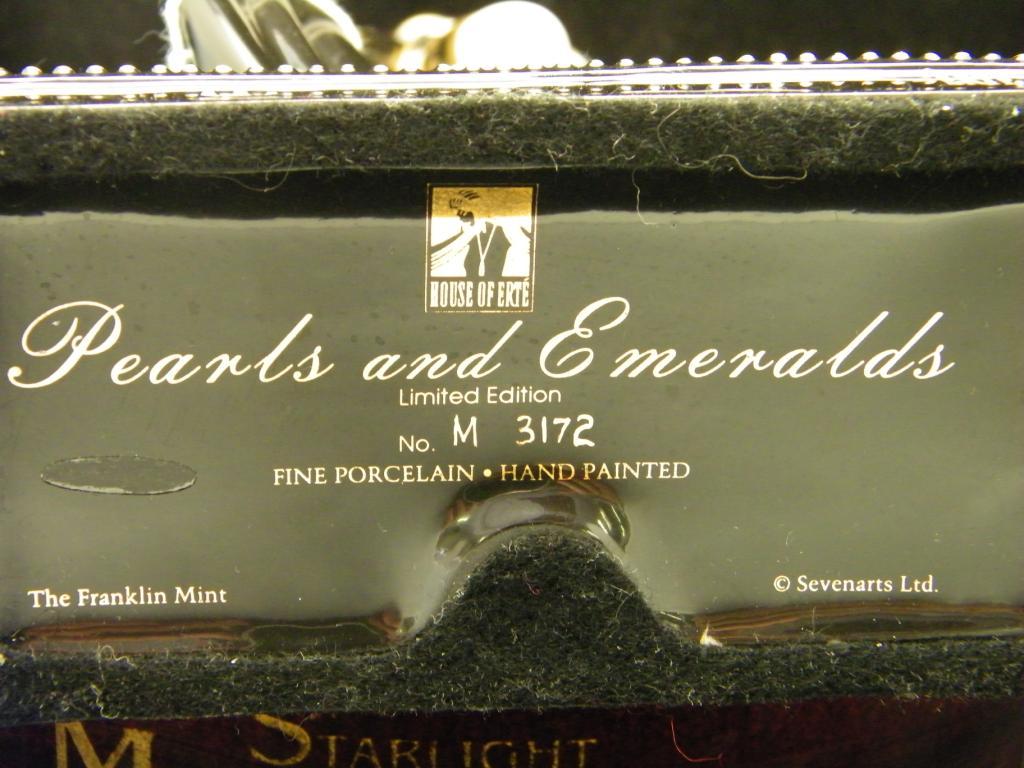 HOUSE OF ERTÉ
Pearls and Emeralds
Limited Edition
No. M 3172
FINE PORCELAIN • HAND PAINTED
The Franklin Mint
© Sevenarts Ltd.
M STARLIGHT